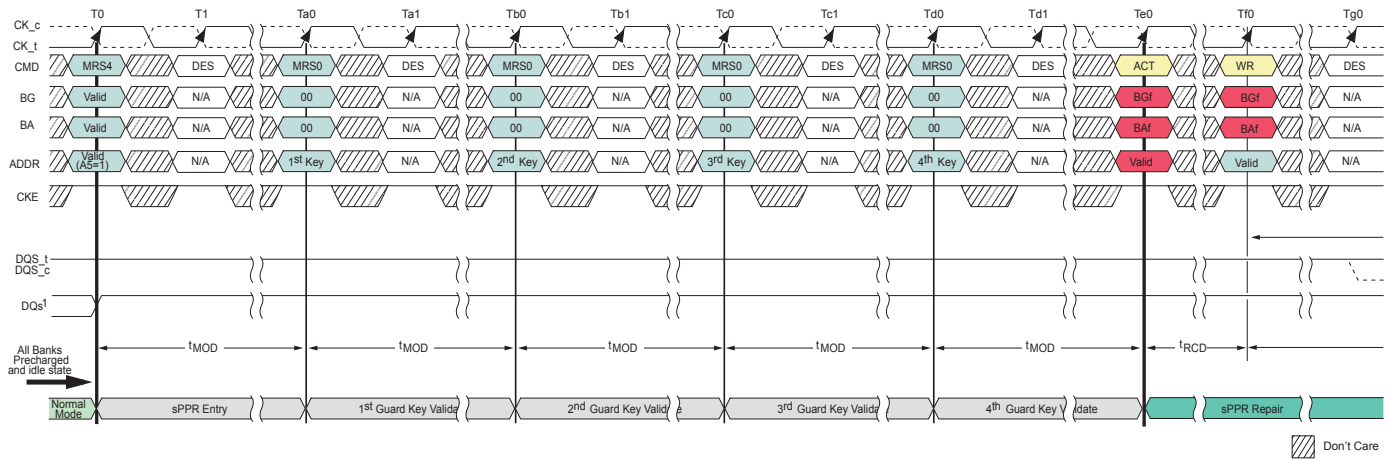 T0 T1 Ta0 Ta1 Tb0 Tb1 Tc0 Tc1 Td0 Td1 Te0 Tf0 Tg0
CK_c
CK_t
CMD MRS4 DES MRS0 DES MRS0 DES MRS0 DES MRS0 DES ACT WR DES
BG Valid N/A 00 N/A 00 N/A 00 N/A 00 N/A BGf BGf N/A
BA Valid N/A 00 N/A 00 N/A 00 N/A 00 N/A BAf BAf N/A
ADDR Valid (A5=1) N/A 1st Key N/A 2nd Key N/A 3rd Key N/A 4th Key N/A Valid Valid N/A
CKE
DQS_t
DQS_c
DQs1
All Banks
Precharged
and idle state
tMOD tMOD tMOD tMOD tMOD tRCD
Normal Mode sPPR Entry 1st Guard Key Valida 2nd Guard Key Valid e 3rd Guard Key Valida e 4th Guard Key V idate sPPR Repair
Don't Care